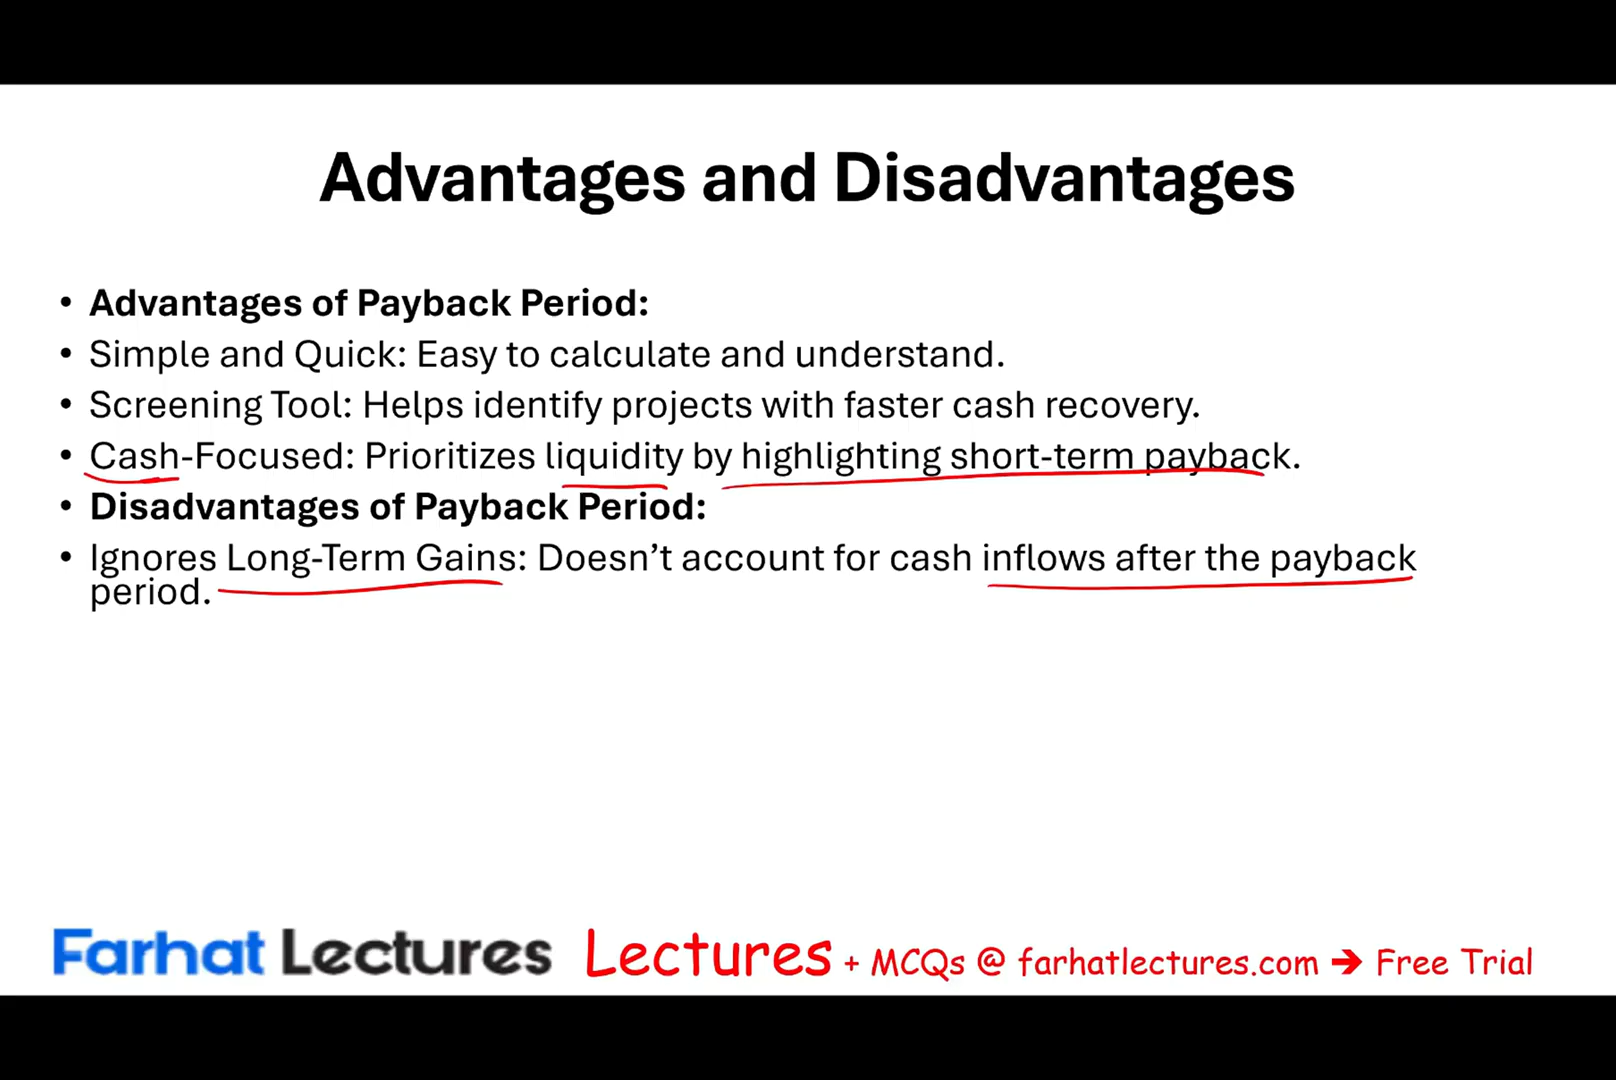 Advantages and Disadvantages
• Advantages of Payback Period:
• Simple and Quick: Easy to calculate and understand.
• Screening Tool: Helps identify projects with faster cash recovery.
• Cash-Focused: Prioritizes liquidity by highlighting short-term payback.
• Disadvantages of Payback Period:
• Ignores Long-Term Gains: Doesn’t account for cash inflows after the payback
period.
Farhat Lectures Lectures + MCQs @ farhatlectures.com ➔ Free Trial